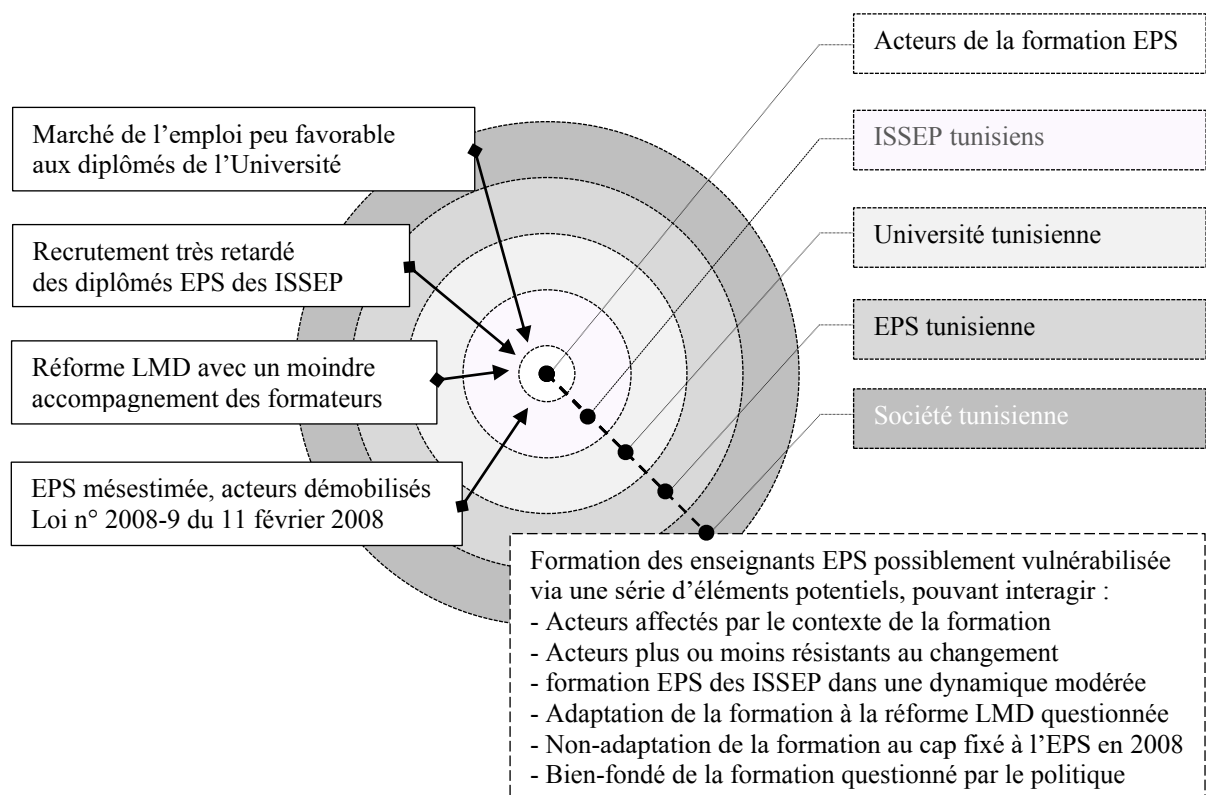 Acteurs de la formation EPS
ISSEP tunisiens
Université tunisienne
EPS tunisienne
Société tunisienne
Marché de l’emploi peu favorable
aux diplômés de l’Université
Recrutement très retardé
des diplômés EPS des ISSEP
Réforme LMD avec un moindre
accompagnement des formateurs
EPS mésestimée, acteurs démobilisés
Loi n° 2008-9 du 11 février 2008
Formation des enseignants EPS possiblement vulnérabilisée
via une série d’éléments potentiels, pouvant interagir :
- Acteurs affectés par le contexte de la formation
- Acteurs plus ou moins résistants au changement
- formation EPS des ISSEP dans une dynamique modérée
- Adaptation de la formation à la réforme LMD questionnée
- Non-adaptation de la formation au cap fixé à l’EPS en 2008
- Bien-fondé de la formation questionné par le politique